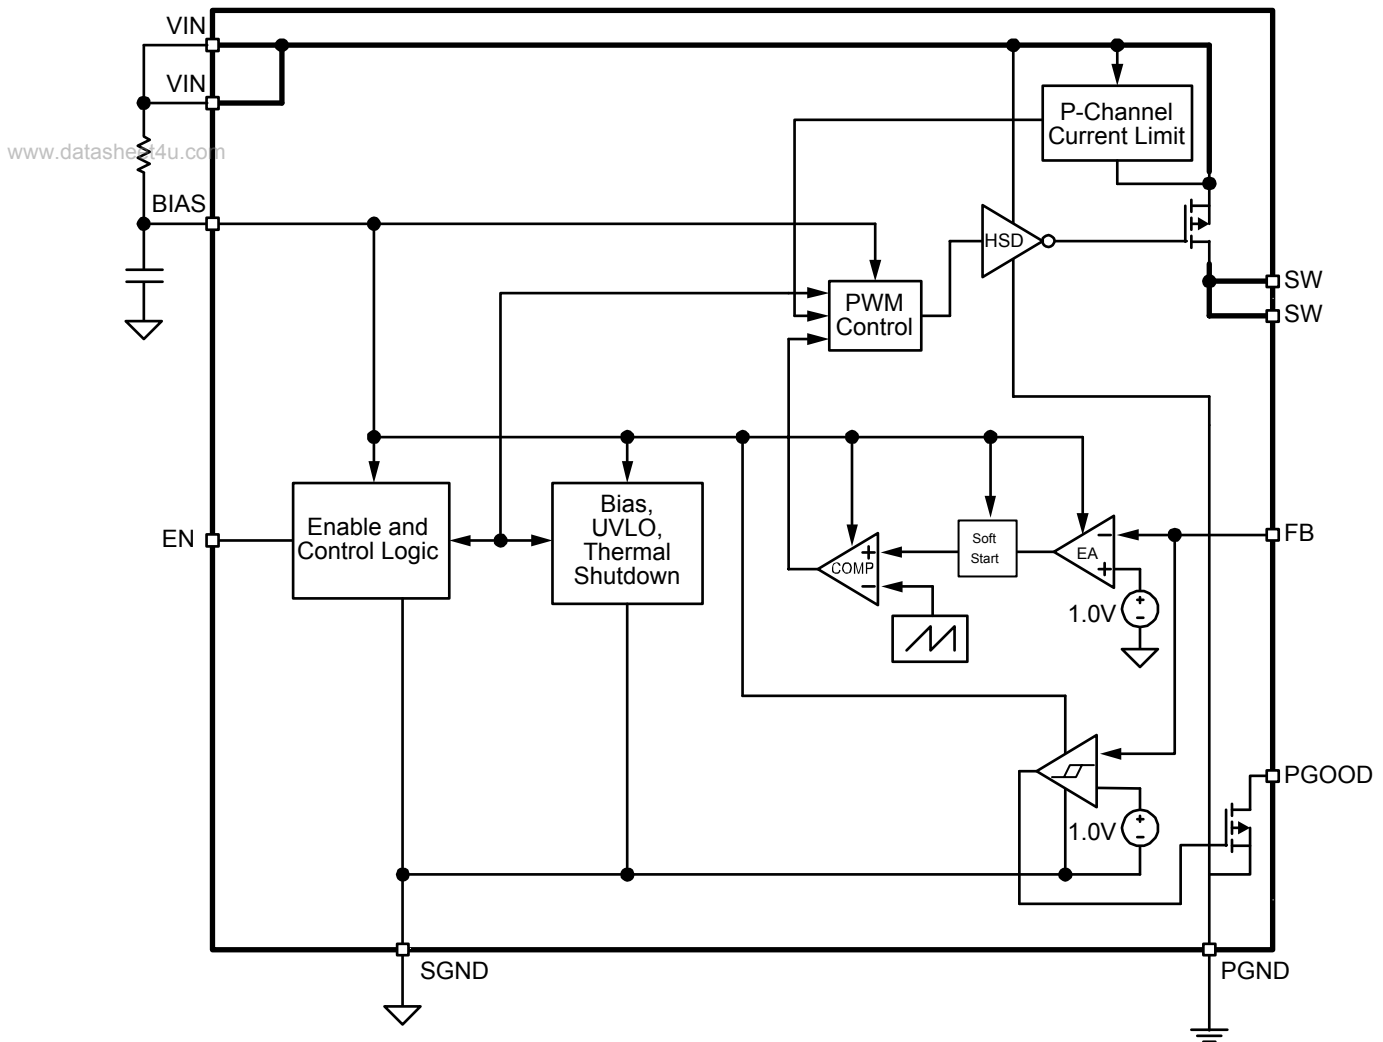 VIN
VIN
P-Channel
Current Limit
www.datasheet4u.com
BIAS
HSD
SW
PWM
Control
SW
EN
Enable and
Control Logic
Bias,
UVLO,
Thermal
Shutdown
+
COMP
−
Soft
Start
−
EA
+
FB
1.0V
+
−
PGOOD
1.0V
+
−
SGND
PGND